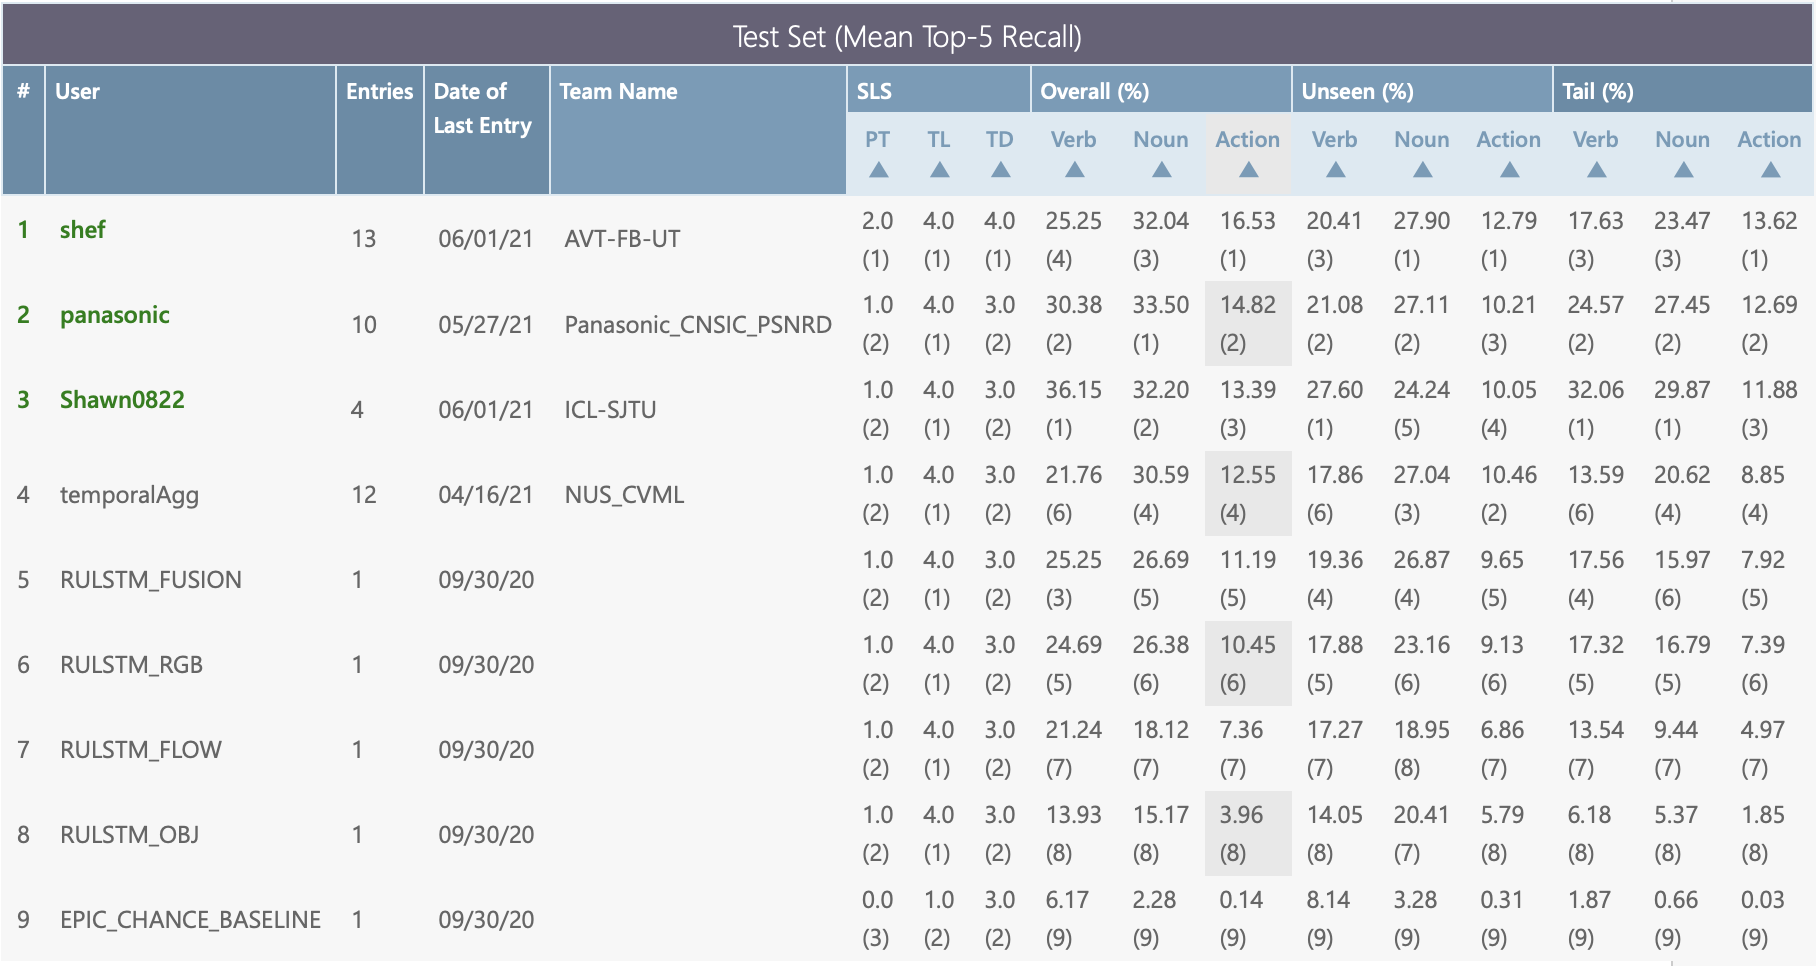 Test Set (Mean Top-5 Recall)
# User Entries Date of Last Entry Team Name SLS Overall (%) Unseen (%) Tail (%)
PT TL TD Verb Noun Action Verb Noun Action Verb Noun Action
▲ ▲ ▲ ▲ ▲ ▲ ▲ ▲ ▲ ▲ ▲ ▲
1 shef 13 06/01/21 AVT-FB-UT 2.0 4.0 4.0 25.25 32.04 16.53 20.41 27.90 12.79 17.63 23.47 13.62
(1) (1) (1) (4) (3) (1) (3) (1) (1) (3) (3) (1)
2 panasonic 10 05/27/21 Panasonic_CNSIC_PSNRD 1.0 4.0 3.0 30.38 33.50 14.82 21.08 27.11 10.21 24.57 27.45 12.69
(2) (1) (2) (2) (1) (2) (2) (2) (3) (2) (2) (2)
3 Shawn0822 4 06/01/21 ICL-SJTU 1.0 4.0 3.0 36.15 32.20 13.39 27.60 24.24 10.05 32.06 29.87 11.88
(2) (1) (2) (1) (2) (3) (1) (5) (4) (1) (1) (3)
4 temporalAgg 12 04/16/21 NUS_CVML 1.0 4.0 3.0 21.76 30.59 12.55 17.86 27.04 10.46 13.59 20.62 8.85
(2) (1) (2) (6) (4) (4) (6) (3) (2) (6) (4) (4)
5 RULSTM_FUSION 1 09/30/20 1.0 4.0 3.0 25.25 26.69 11.19 19.36 26.87 9.65 17.56 15.97 7.92
(2) (1) (2) (3) (5) (5) (4) (4) (5) (4) (6) (5)
6 RULSTM_RGB 1 09/30/20 1.0 4.0 3.0 24.69 26.38 10.45 17.88 23.16 9.13 17.32 16.79 7.39
(2) (1) (2) (5) (6) (6) (5) (6) (6) (5) (5) (6)
7 RULSTM_FLOW 1 09/30/20 1.0 4.0 3.0 21.24 18.12 7.36 17.27 18.95 6.86 13.54 9.44 4.97
(2) (1) (2) (7) (7) (7) (7) (8) (7) (7) (7) (7)
8 RULSTM_OBJ 1 09/30/20 1.0 4.0 3.0 13.93 15.17 3.96 14.05 20.41 5.79 6.18 5.37 1.85
(2) (1) (2) (8) (8) (8) (8) (7) (8) (8) (8) (8)
9 EPIC_CHANCE_BASELINE 1 09/30/20 0.0 1.0 3.0 6.17 2.28 0.14 8.14 3.28 0.31 1.87 0.66 0.03
(3) (2) (2) (9) (9) (9) (9) (9) (9) (9) (9) (9)